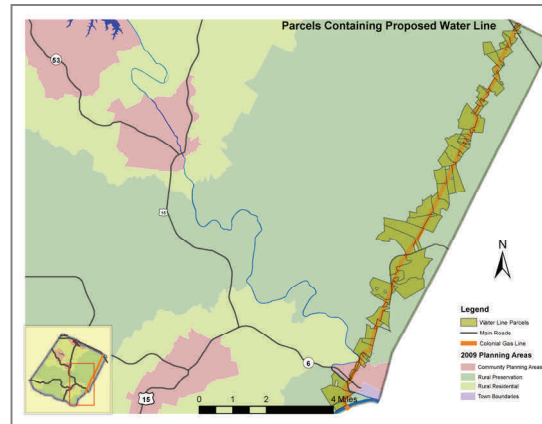 Parcels Containing Proposed Water Line
53
15
N
Legend
Water Line Parcels
Main Roads
Colonial Gas Line
2009 Planning Areas
Community Planning Areas
Rural Preservation
Rural Residential
Town Boundaries
6
15
0 1 2 4 Miles